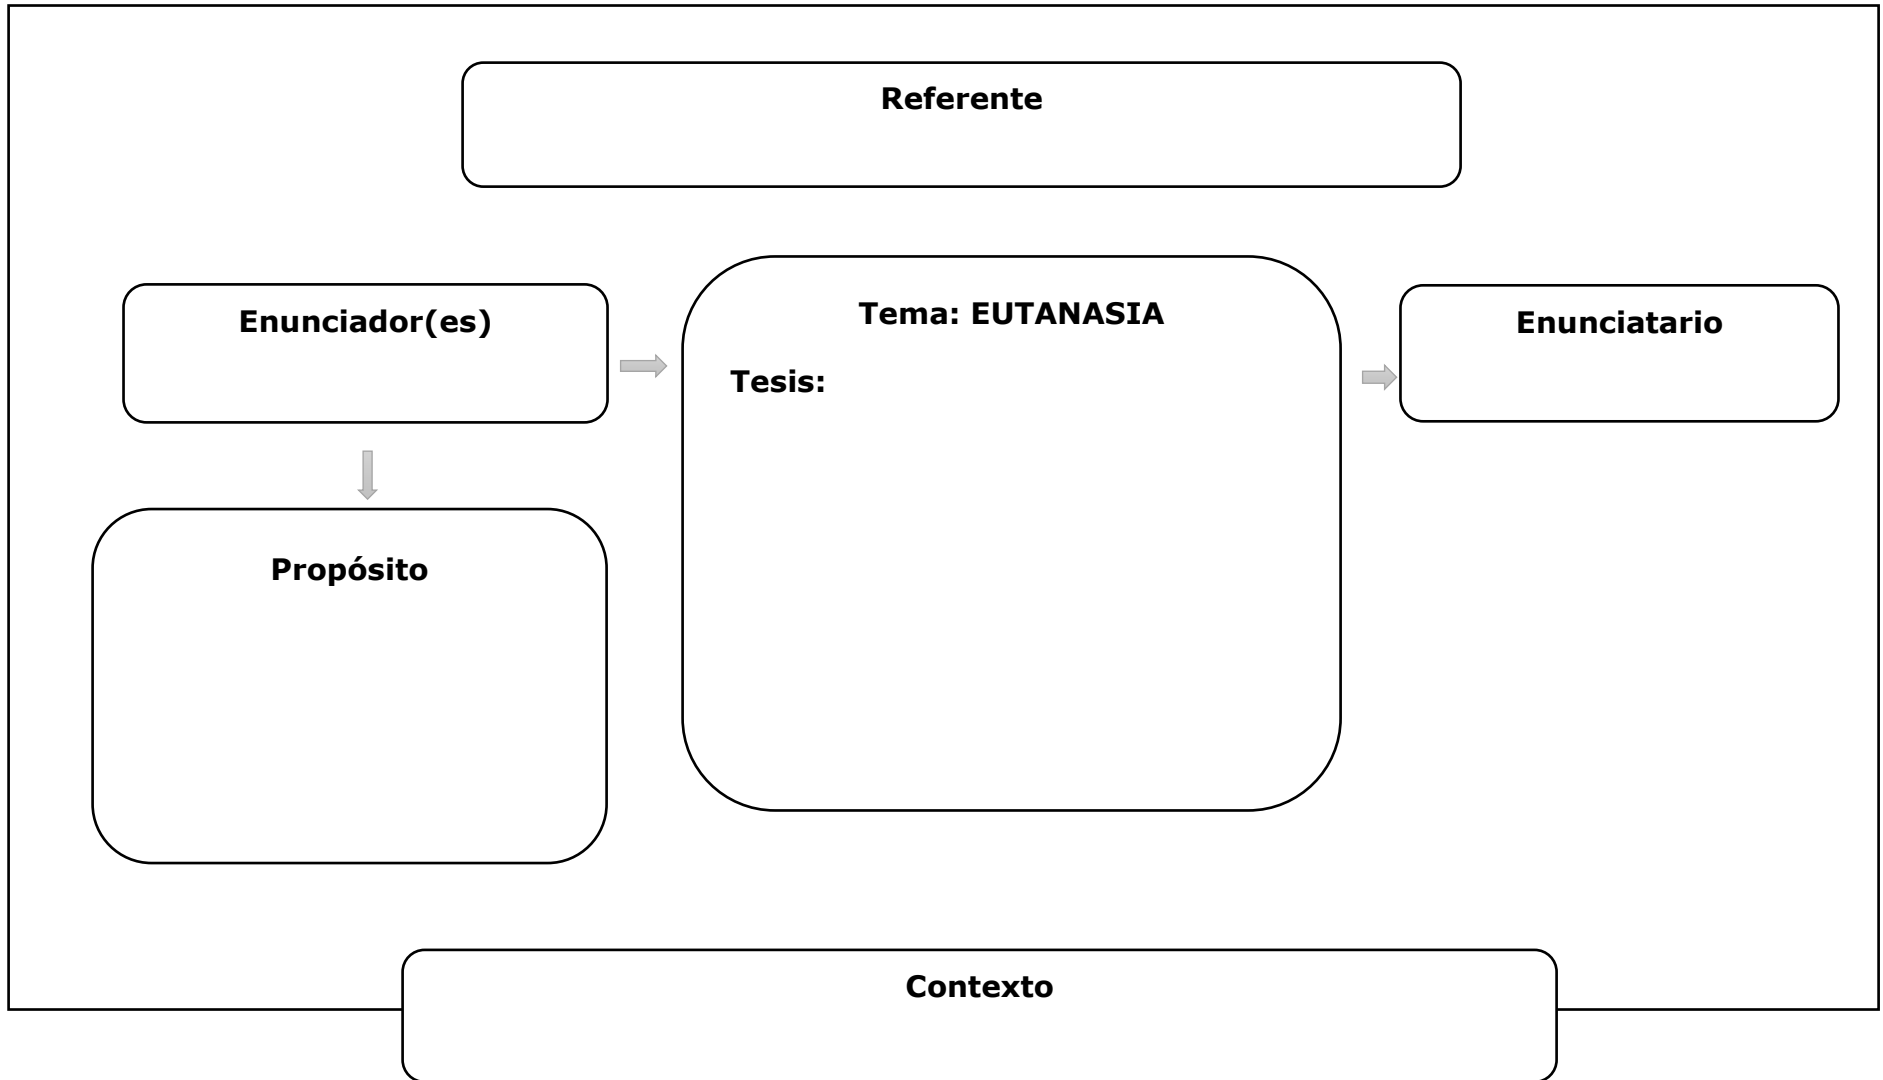 Referente
Enunciador(es)
Tema: EUTANASIA
Tesis:
Enunciatario
Propósito
Contexto